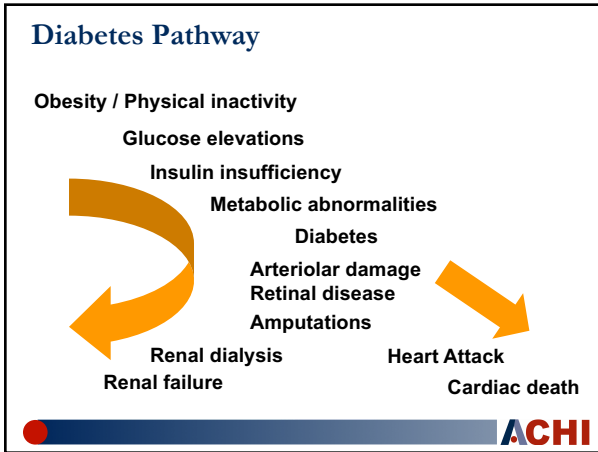 Diabetes Pathway
Obesity / Physical inactivity
Glucose elevations
Insulin insufficiency
Metabolic abnormalities
Diabetes
Arteriolar damage
Retinal disease
Amputations
Renal dialysis
Heart Attack
Renal failure
Cardiac death
ACHI